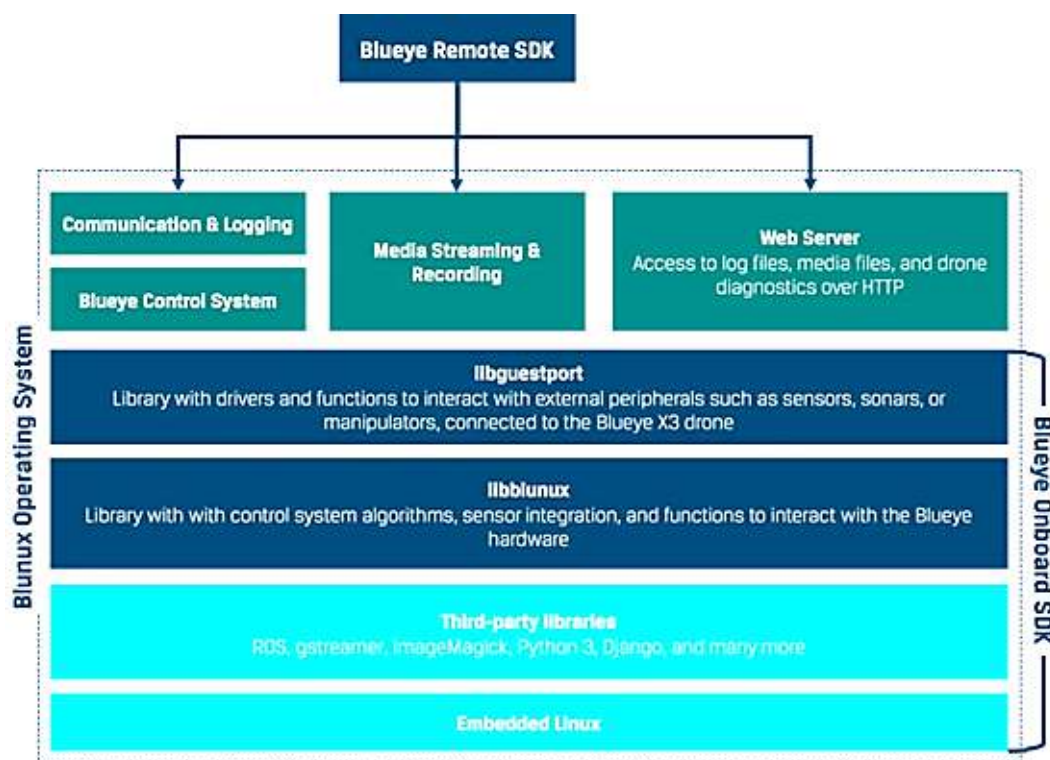 Blueye Remote SDK
Communication & Logging
Blueye Control System
Media Streaming &
Recording
Web Server
Access to log files, media files, and drone
diagnostics over HTTP
libguestport
Library with drivers and functions to interact with external peripherals such as sensors, sonars, or
manipulators, connected to the Blueye X3 drone
libblunux
Library with with control system algorithms, sensor integration, and functions to interact with the Blueye
hardware
Third-party libraries
ROS, gstreamer, ImageMagick, Python 3, Django, and many more
Embedded Linux
Blunux Operating System
Blueye Onboard SDK